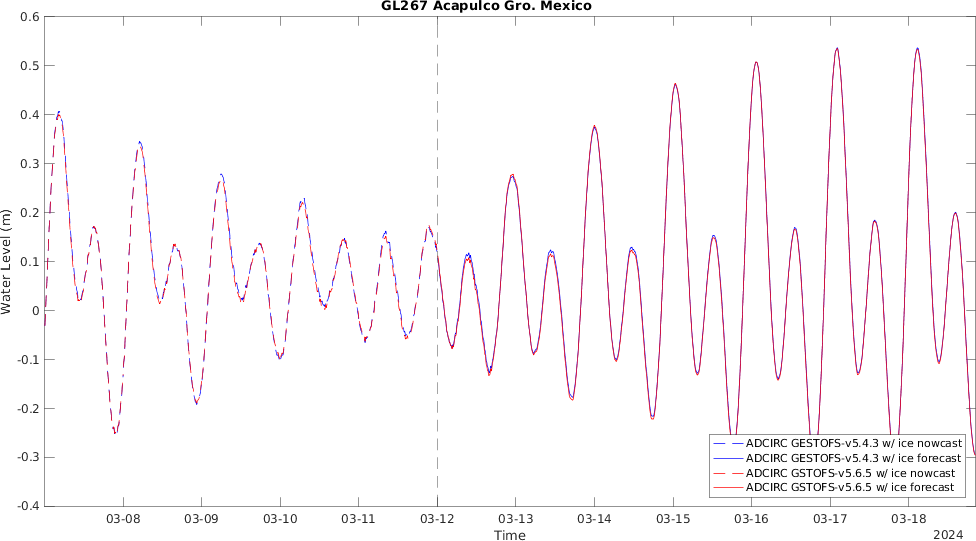 GL267 Acapulco Gro. Mexico
Water Level (m)
0.6
0.5
0.4
0.3
0.2
0.1
0
-0.1
-0.2
-0.3
-0.4
ADCIRC GESTOFS-v5.4.3 w/ ice nowcast
ADCIRC GESTOFS-v5.4.3 w/ ice forecast
ADCIRC GSTOFS-v5.6.5 w/ ice nowcast
ADCIRC GSTOFS-v5.6.5 w/ ice forecast
03-08 03-09 03-10 03-11 03-12 03-13 03-14 03-15 03-16 03-17 03-18
Time
2024